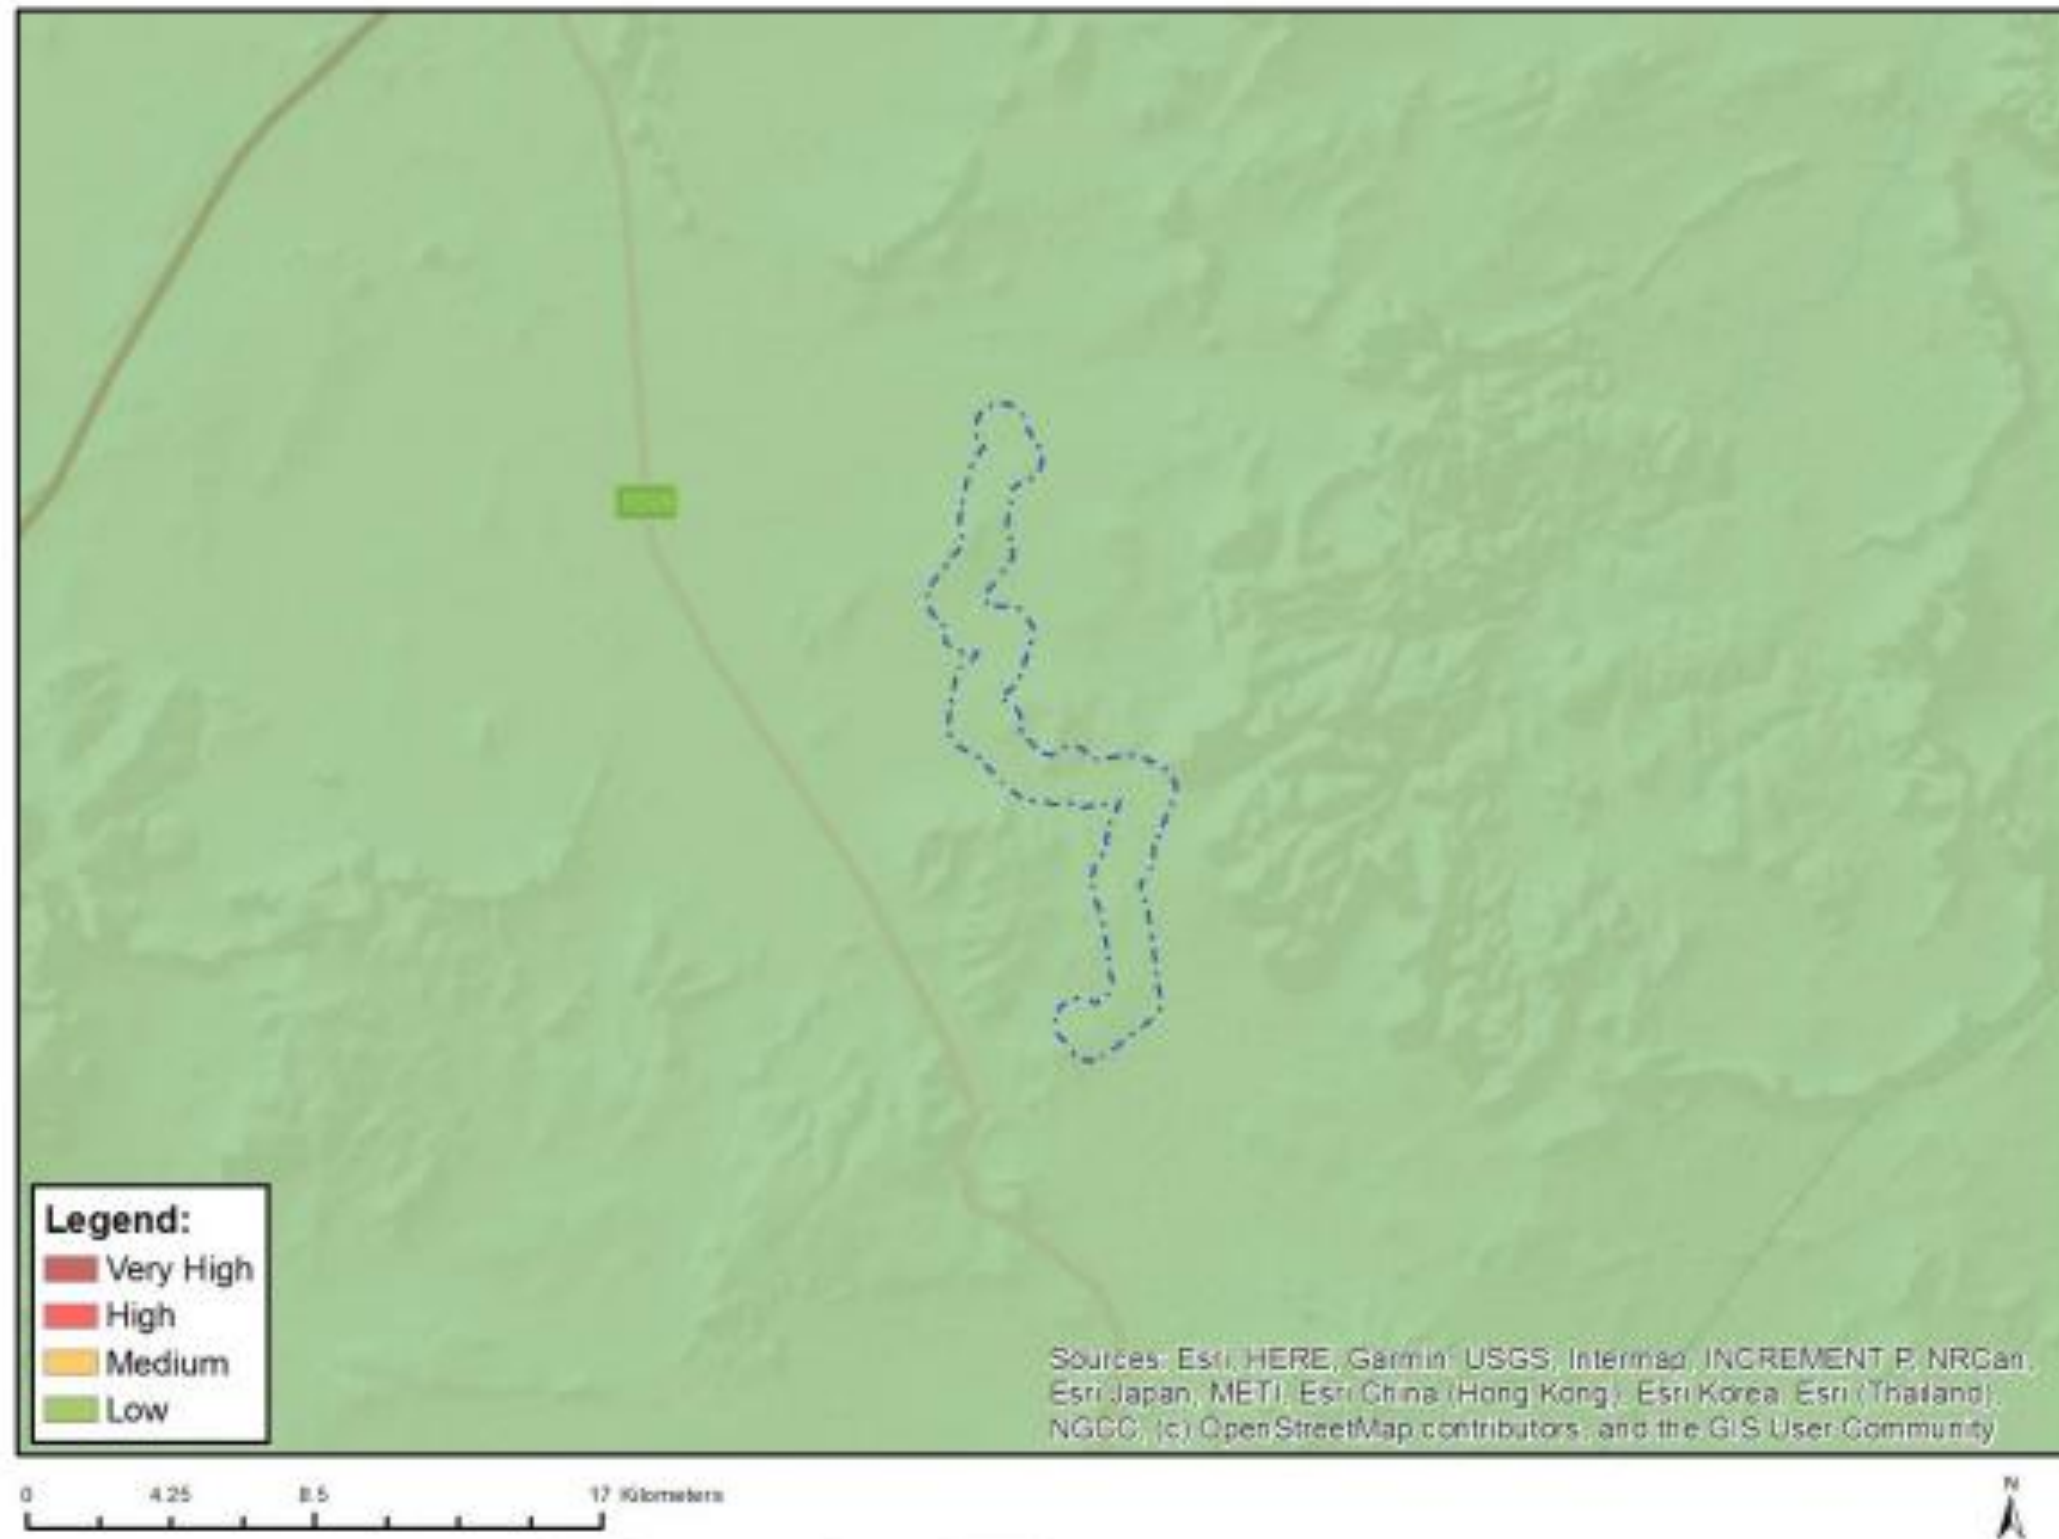 Legend:
Very High
High
Medium
Low
Sources: Esri, HERE, Garmin, USGS, Intermap, INCREMENT P, NRCan,
Esri Japan, METI, Esri China (Hong Kong), Esri Korea, Esri (Thailand),
NGCC, (c) OpenStreetMap contributors, and the GIS User Community
0 4.25 8.5 17 Kilometers
N